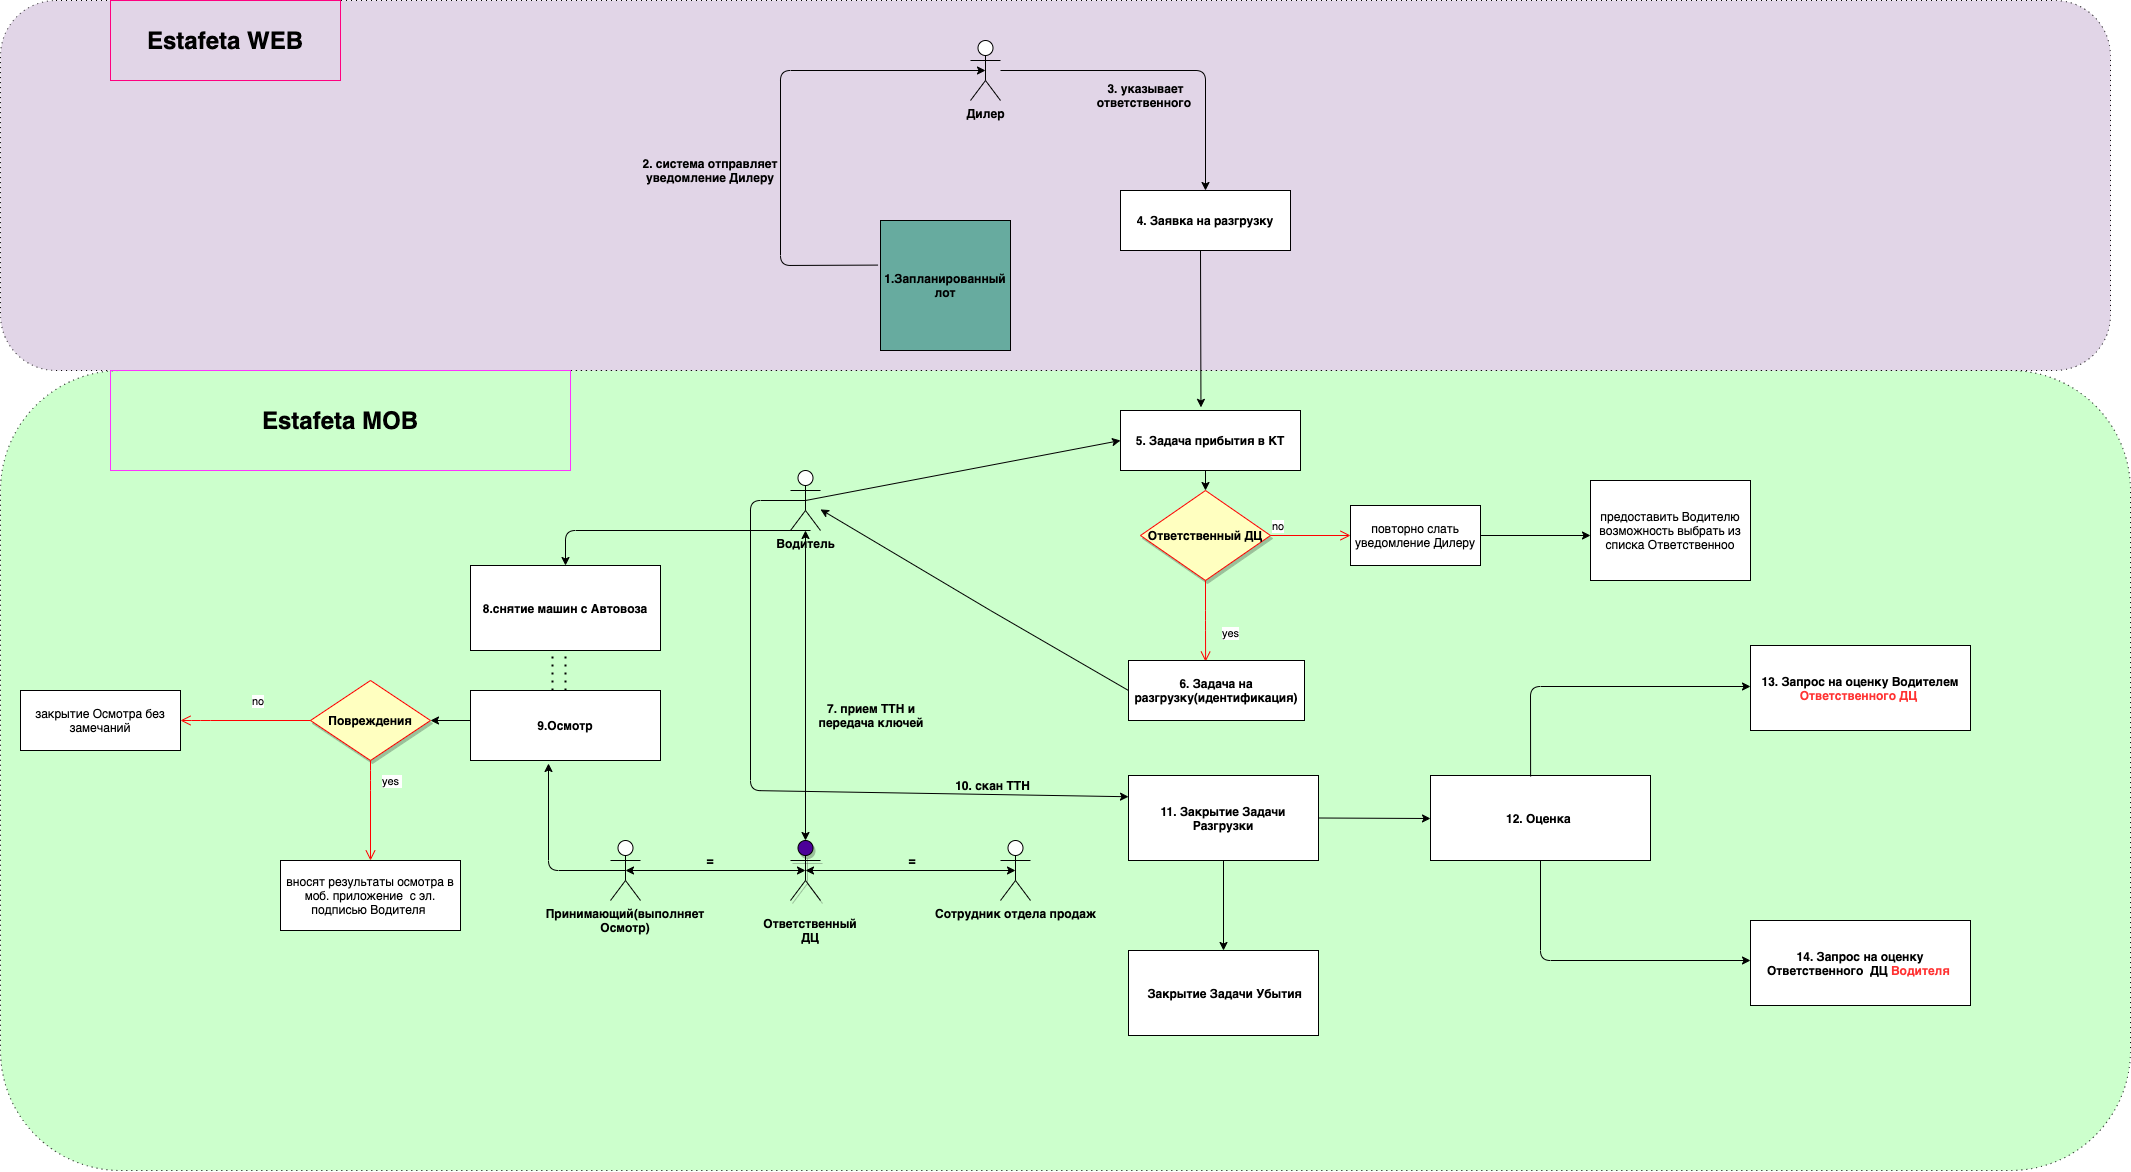 Estafeta WEB
Дилер
3. указывает
ответственного
2. система отправляет
уведомление Дилеру
4. Заявка на разгрузку
1.Запланированный
лот
Estafeta MOB
5. Задача прибытия в КТ
Водитель
Ответственный ДЦ
no
повторно слать
уведомление Дилеру
предоставить Водителю
возможность выбрать из
списка Ответственноо
yes
8.снятие машин с Автовоза
6. Задача на
разгрузку(идентификация)
7. прием ТТН и
передача ключей
13. Запрос на оценку Водителем
Ответственного ДЦ
закрытие Осмотра без
замечаний
no
Повреждения
9.Осмотр
yes
10. скан ТТН
11. Закрытие Задачи
Разгрузки
12. Оценка
вносят результаты осмотра в
моб. приложение с эл.
подписью Водителя
=
=
Принимающий(выполняет
Осмотр)
Ответственный
ДЦ
Сотрудник отдела продаж
Закрытие Задачи Убытия
14. Запрос на оценку
Ответственного ДЦ Водителя